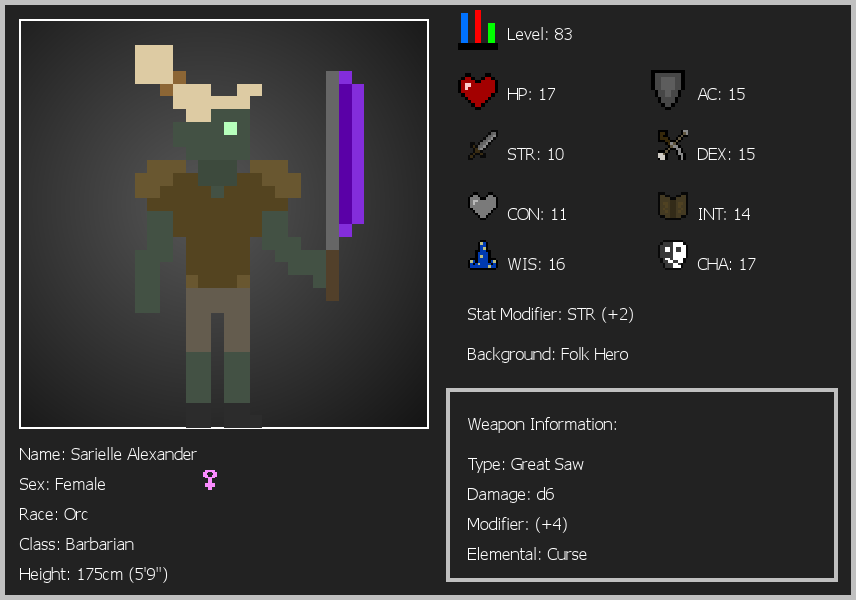 Level: 83
HP: 17
AC: 15
STR: 10
DEX: 15
CON: 11
INT: 14
WIS: 16
CHA: 17
Stat Modifier: STR (+2)
Background: Folk Hero
Weapon Information:
Type: Great Saw
Damage: d6
Modifier: (+4)
Elemental: Curse
Name: Sarielle Alexander
Sex: Female
Race: Orc
Class: Barbarian
Height: 175cm (5'9")